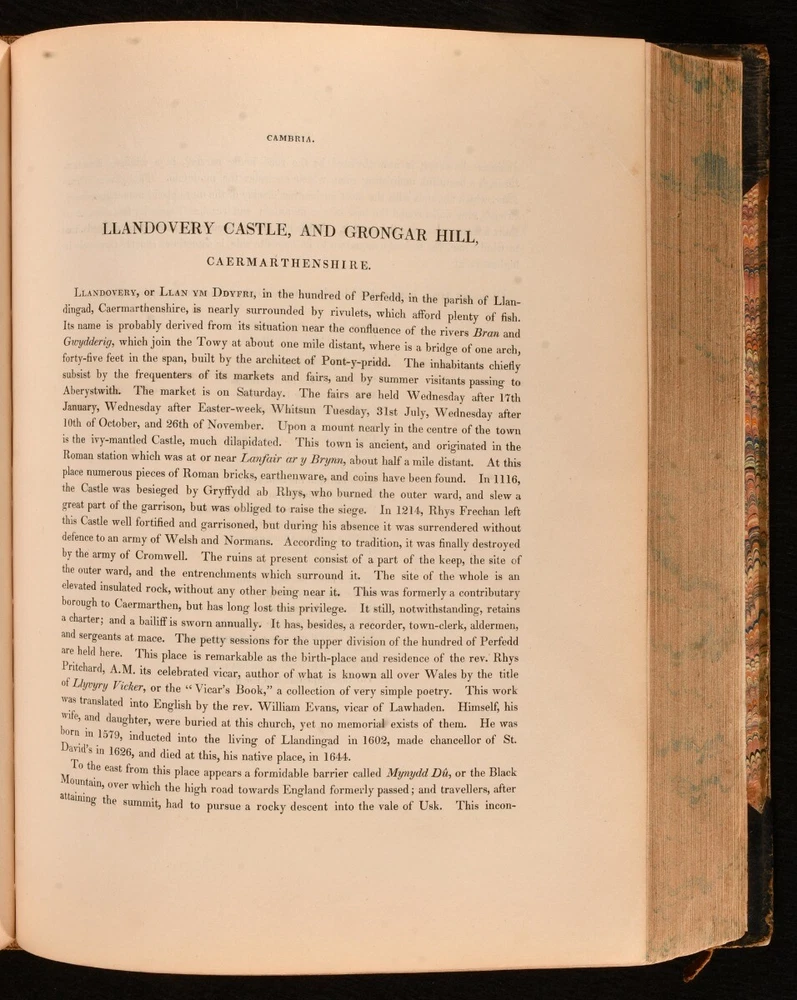 CAMBRIA.
LLANDOVERY CASTLE, AND GRONGAR HILL,
CAERMARTHENSHIRE.
Llandovery, or Llan ym Ddyfri, in the hundred of Perfedd, in the parish of Llan-
dingad, Caermarthenshire, is nearly surrounded by rivulets, which afford plenty of fish.
Its name is probably derived from its situation near the confluence of the rivers Bran and
Gwydderig, which join the Towy at about one mile distant, where is a bridge of one arch,
forty-five feet in the span, built by the architect of Pont-y-pridd. The inhabitants chiefly
subsist by the frequenters of its markets and fairs, and by summer visitants passing to
Aberystwith. The market is on Saturday. The fairs are held Wednesday after 17th
January, Wednesday after Easter-week, Whitsun Tuesday, 31st July, Wednesday after
10th of October, and 26th of November. Upon a mount nearly in the centre of the town
is the ivy-mantled Castle, much dilapidated. This town is ancient, and originated in the
Roman station which was at or near Lanfair ar y Brynn, about half a mile distant. At this
place numerous pieces of Roman bricks, earthenware, and coins have been found. In 1116,
the Castle was besieged by Gryffydd ab Rhys, who burned the outer ward, and slew a
great part of the garrison, but was obliged to raise the siege. In 1214, Rhys Frechan left
this Castle well fortified and garrisoned, but during his absence it was surrendered without
defence to an army of Welsh and Normans. According to tradition, it was finally destroyed
by the army of Cromwell. The ruins at present consist of a part of the keep, the site of
the outer ward, and the entrenchments which surround it. The site of the whole is an
elevated insulated rock, without any other being near it. This was formerly a contributary
borough to Caermarthen, but has long lost this privilege. It still, notwithstanding, retains
a charter; and a bailiff is sworn annually. It has, besides, a recorder, town-clerk, aldermen,
and sergeants at mace. The petty sessions for the upper division of the hundred of Perfedd
are held here. This place is remarkable as the birth-place and residence of the rev. Rhys
Pritchard, A.M. its celebrated vicar, author of what is known all over Wales by the title
of Llyvyry Vicker, or the “ Vicar's Book,” a collection of very simple poetry. This work
was translated into English by the rev. William Evans, vicar of Lawhaden. Himself, his
wife, and daughter, were buried at this church, yet no memorial exists of them. He was
born in 1579, inducted into the living of Llandingad in 1602, made chancellor of St.
David's in 1626, and died at this, his native place, in 1644.
To the east from this place appears a formidable barrier called Mynydd Dû, or the Black
Mountain, over which the high road towards England formerly passed; and travellers, after
attaining the summit, had to pursue a rocky descent into the vale of Usk. This incon-